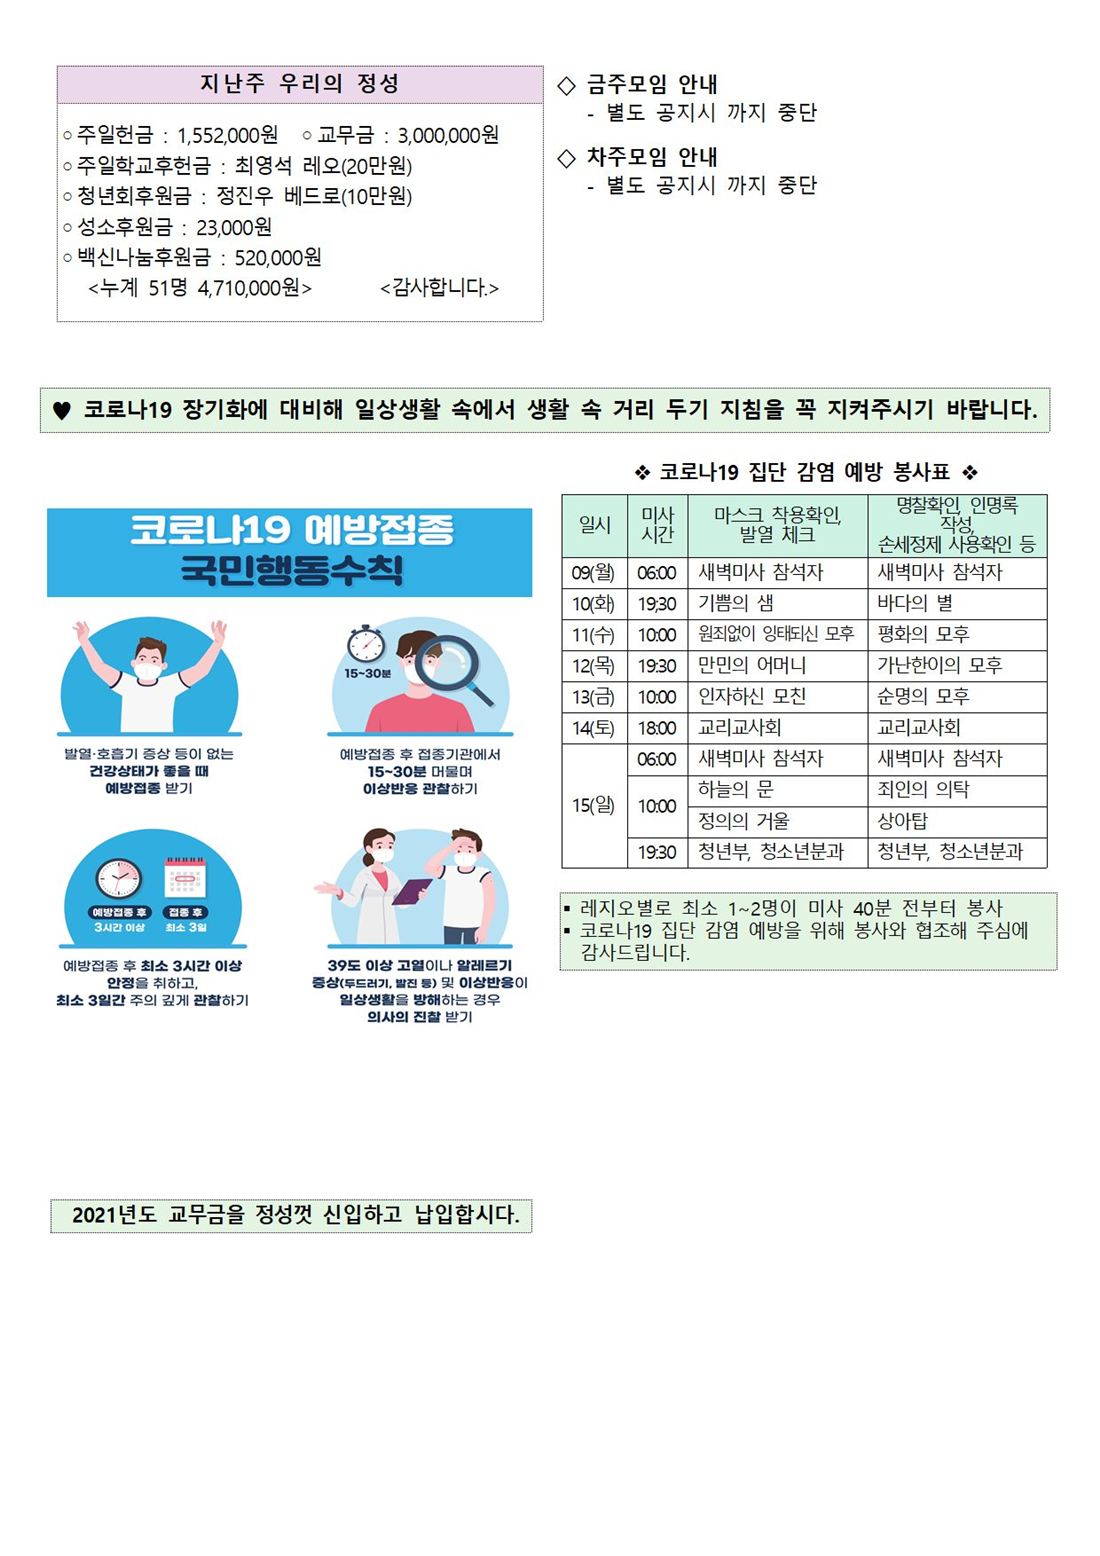 지난주 우리의 정성
○ 주일헌금 : 1,552,000원 ○ 교무금 : 3,000,000원
○ 주일학교후헌금 : 최영석 레오(20만원)
○ 청년회후원금 : 정진우 베드로(10만원)
○ 성소후원금 : 23,000원
○ 백신나눔후원금 : 520,000원
<누계 51명 4,710,000원> <감사합니다.>
◇ 금주모임 안내
- 별도 공지시 까지 중단
◇ 차주모임 안내
- 별도 공지시 까지 중단
♥ 코로나19 장기화에 대비해 일상생활 속에서 생활 속 거리 두기 지침을 꼭 지켜주시기 바랍니다.
코로나19 예방접종
국민행동수칙
발열·호흡기 증상 등이 없는
건강상태가 좋을 때
예방접종 받기
15~30분
예방접종 후 접종기관에서
15~30분 머물며
이상반응 관찰하기
예방접종 후 접종 후
3시간 이상 최소 3일
예방접종 후 최소 3시간 이상
안정을 취하고,
최소 3일간 주의 깊게 관찰하기
39도 이상 고열이나 알레르기
증상(두드러기, 발진 등) 및 이상반응이
일상생활을 방해하는 경우
의사의 진찰 받기
❖ 코로나19 집단 감염 예방 봉사표 ❖
일시 미사 시간 마스크 착용확인, 발열 체크 명찰확인, 인명록 작성, 손세정제 사용확인 등
09(월) 06:00 새벽미사 참석자 새벽미사 참석자
10(화) 19;30 기쁨의 샘 바다의 별
11(수) 10:00 원죄없이 잉태되신 모후 평화의 모후
12(목) 19:30 만민의 어머니 가난한이의 모후
13(금) 10:00 인자하신 모친 순명의 모후
14(토) 18:00 교리교사회 교리교사회
15(일) 06:00 새벽미사 참석자 새벽미사 참석자
10:00 하늘의 문 죄인의 의탁
정의의 거울 상아탑
19:30 청년부, 청소년분과 청년부, 청소년분과
▪ 레지오별로 최소 1~2명이 미사 40분 전부터 봉사
▪ 코로나19 집단 감염 예방을 위해 봉사와 협조해 주심에
감사드립니다.
2021년도 교무금을 정성껏 신입하고 납입합시다.